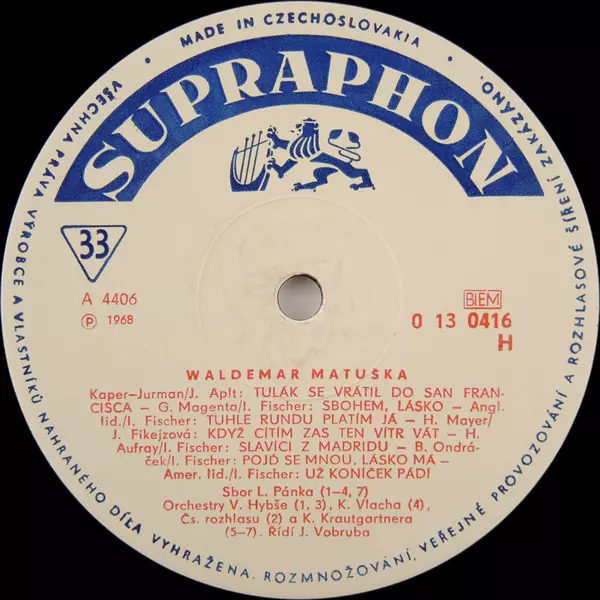 MADE IN CZECHOSLOVAKIA
SUPRAPHON
VŠECHNA PRÁVA VÝROBCE A VLASTNÍKŮ NAHRANÉHO DÍLA VYHRAŽENA. ROZMNOŽOVÁNÍ, VEŘEJNÉ PROVOZOVÁNÍ A ROZHLASOVÉ ŠÍŘENÍ ZAKÁZÁNO.
33
A 4406
Ⓟ 1968
BIEM
0 13 0416
H
WALDEMAR MATUŠKA
Kaper-Jurman/J. Aplt: TULÁK SE VRÁTIL DO SAN FRAN-
CISCA – G. Magenta/I. Fischer: SBOHEM, LÁSKO – Angl.
lid./I. Fischer: TUHLE RUNDU PLATÍM JÁ – H. Mayer/
J. Fikejzová: KDYŽ CÍTÍM ZAS TEN VÍTR VÁT – H.
Aufray/I. Fischer: SLAVÍCI Z MADRIDU – B. Ondrá-
ček/I. Fischer: POJĎ SE MNOU, LÁSKO MÁ –
Amer. lid./I. Fischer: UŽ KONÍČEK PÁDÍ
Sbor L. Pánka (1–4, 7)
Orchestry V. Hybše (1, 3), K. Vlacha (4),
Čs. rozhlasu (2) a K. Krautgartnera
(5–7). Řídí J. Vobruba